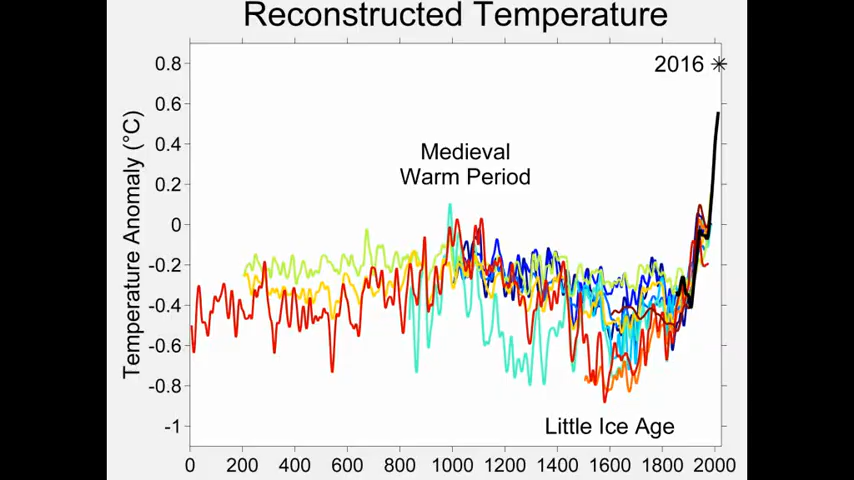 Reconstructed Temperature
2016
0.8
0.6
0.4
0.2
0
-0.2
-0.4
-0.6
-0.8
-1
Temperature Anomaly (°C)
Medieval
Warm Period
Little Ice Age
0 200 400 600 800 1000 1200 1400 1600 1800 2000